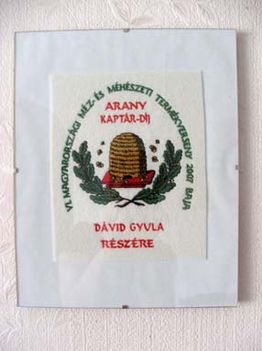 VI. MAGYARORSZÁGI MÉZ- ÉS MÉHÉSZETI TERMÉKVERSENY 2007 BAJA
ARANY
KAPTÁR-DÍJ
DÁVID GYULA
RÉSZÉRE